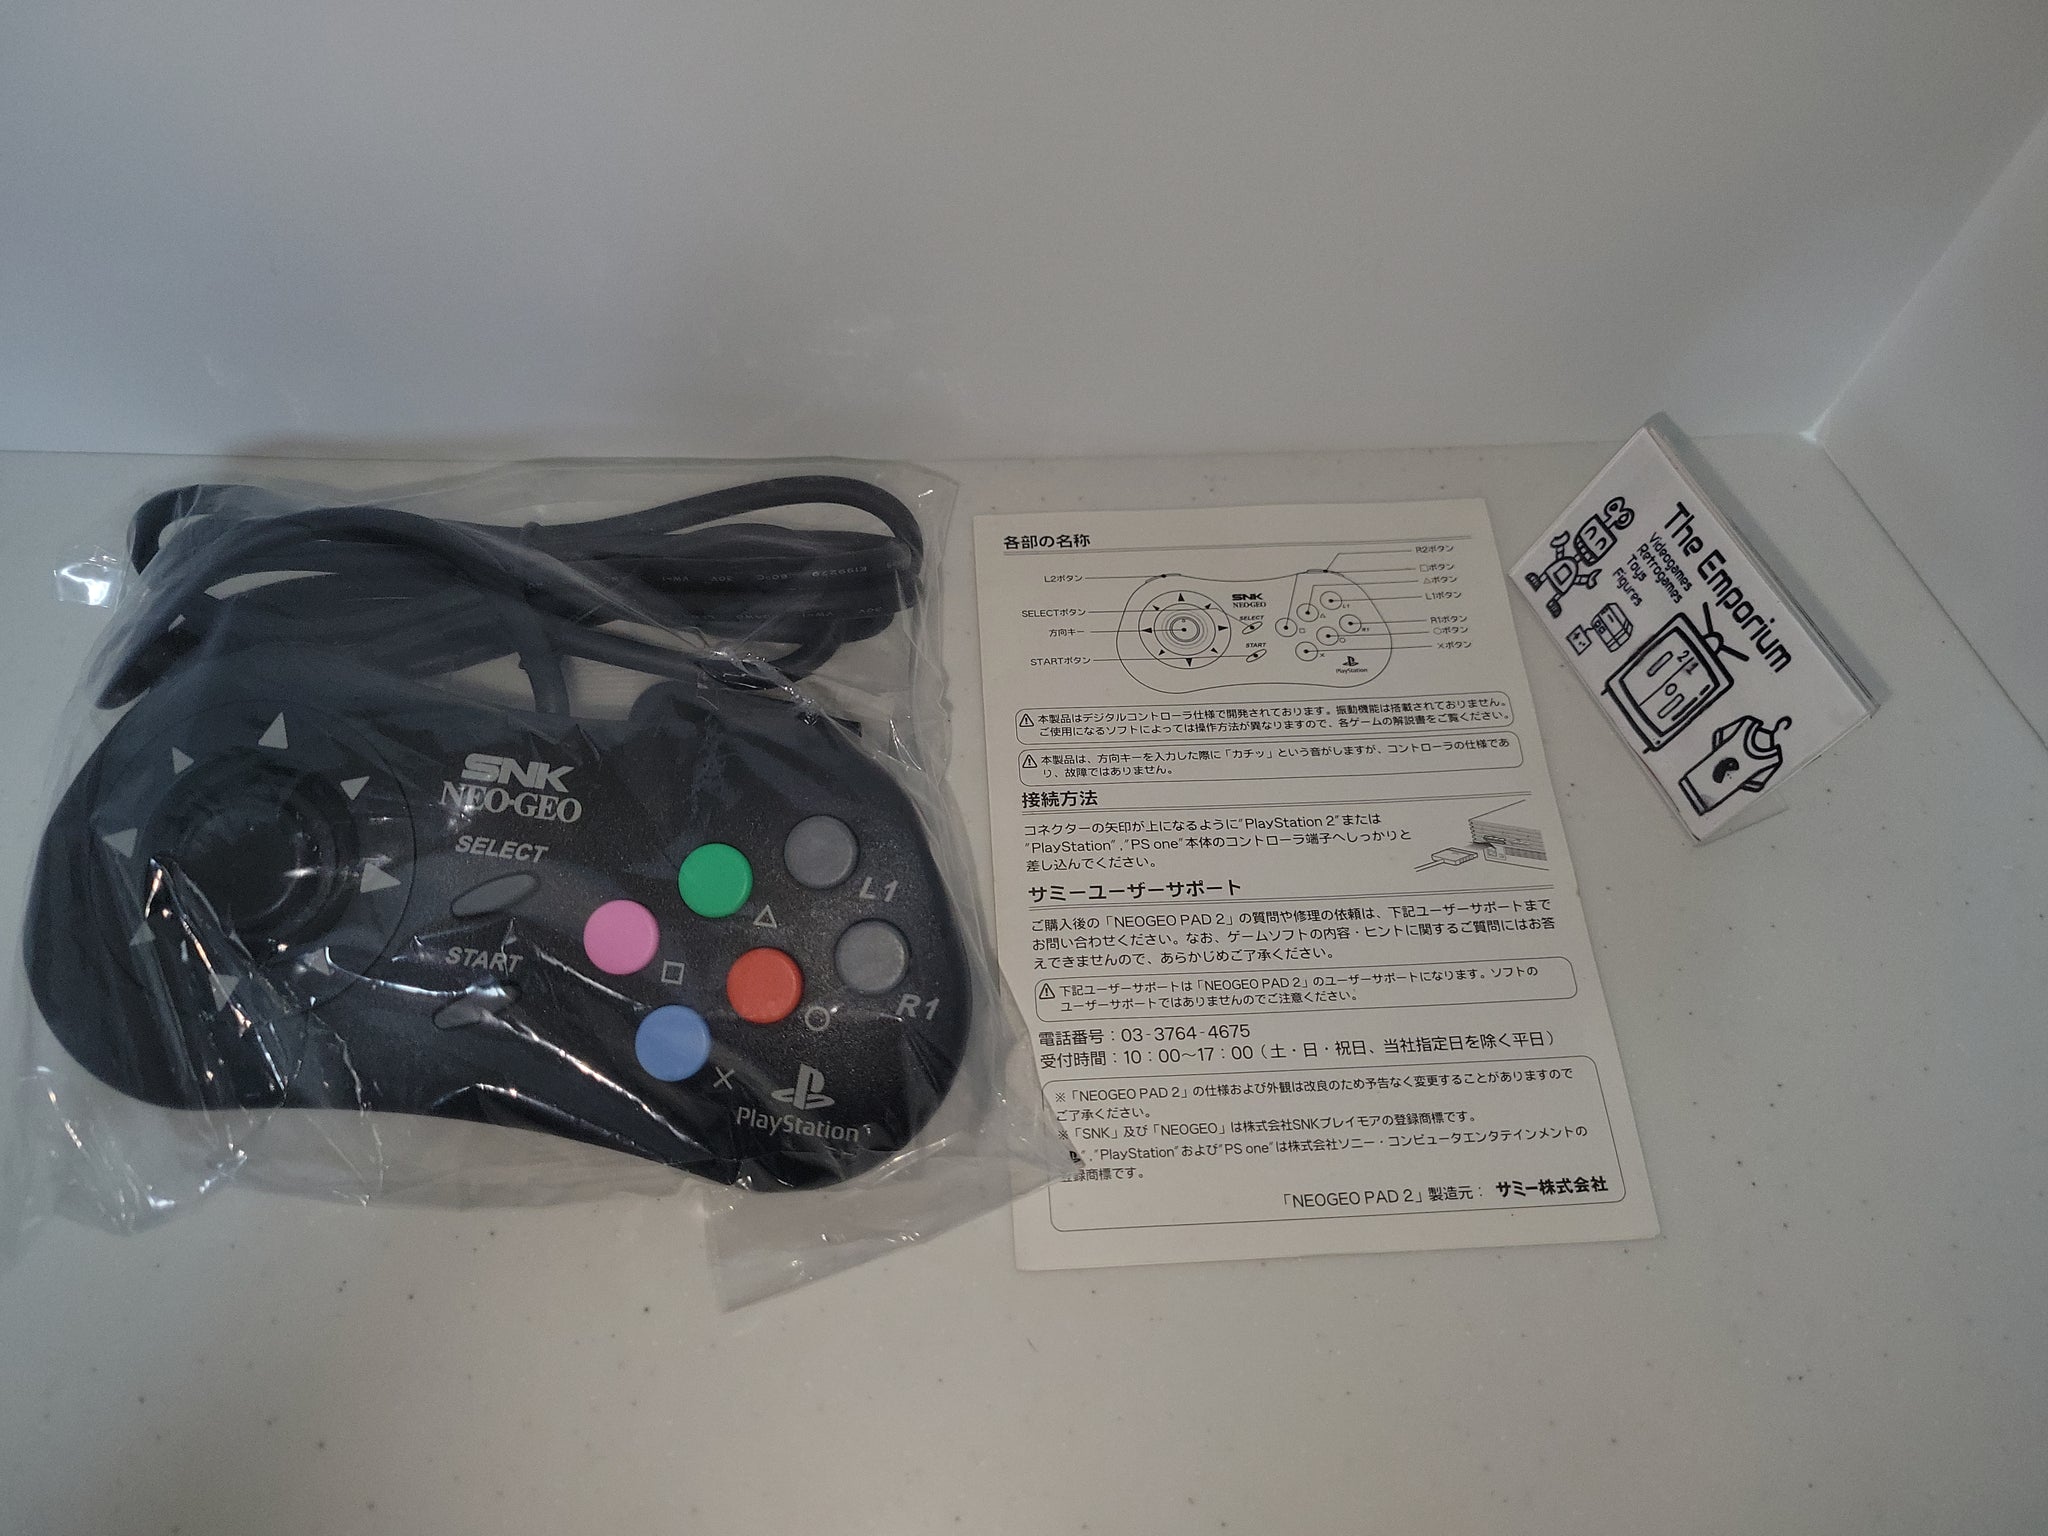 SNK
NEO·GEO
SELECT
START
L1
R1
△
□
○
×
PlayStation
各部の名称
R2ボタン
L2ボタン
□ボタン
△ボタン
SELECTボタン
L1ボタン
方向キー
R1ボタン
○ボタン
STARTボタン
×ボタン
SNK
NEO·GEO
SELECT
START
PlayStation
本製品はデジタルコントローラ仕様で開発されております。振動機能は搭載されておりません。
ご使用になるソフトによっては操作方法が異なりますので、各ゲームの解説書をご覧ください。
本製品は、方向キーを入力した際に「カチッ」という音がしますが、コントローラの仕様であ
り、故障ではありません。
接続方法
コネクターの矢印が上になるように"PlayStation 2"または
"PlayStation","PS one"本体のコントローラ端子へしっかりと
差し込んでください。
サミーユーザーサポート
ご購入後の「NEOGEO PAD 2」の質問や修理の依頼は、下記ユーザーサポートまで
お問い合わせください。なお、ゲームソフトの内容・ヒントに関するご質問にはお答
えできませんので、あらかじめご了承ください。
下記ユーザーサポートは「NEOGEO PAD 2」のユーザーサポートになります。ソフトの
ユーザーサポートではありませんのでご注意ください。
電話番号：03-3764-4675
受付時間：10：00〜17：00（土・日・祝日、当社指定日を除く平日）
※「NEOGEO PAD 2」の仕様および外観は改良のため予告なく変更することがありますので
ご了承ください。
※「SNK」及び「NEOGEO」は株式会社SNKプレイモアの登録商標です。
","PlayStation"および"PS one"は株式会社ソニー・コンピュータエンタテインメントの
登録商標です。
「NEOGEO PAD 2」製造元： サミー株式会社
The Emporium
Videogames
Retrogames
Toys
Figures